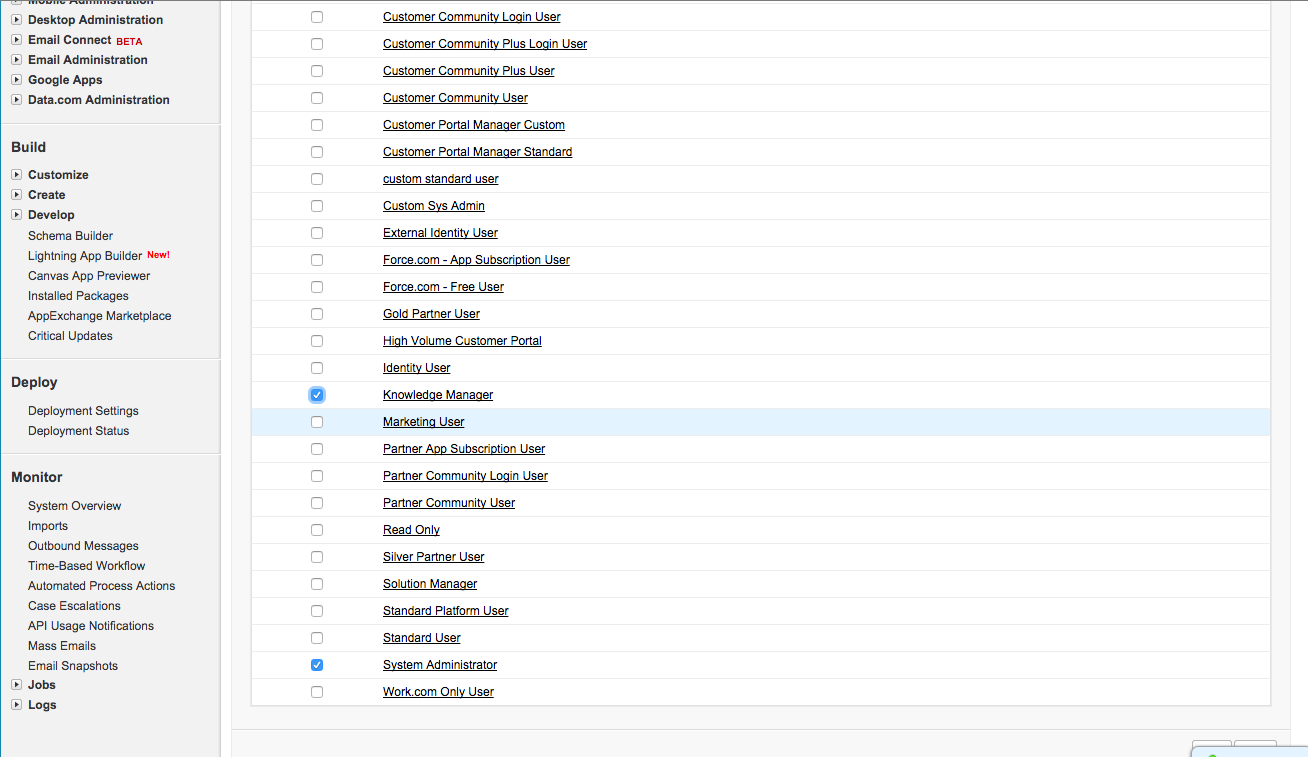 Mobile Administration
Desktop Administration
Email Connect BETA
Email Administration
Google Apps
Data.com Administration
Build
Customize
Create
Develop
Schema Builder
Lightning App Builder New!
Canvas App Previewer
Installed Packages
AppExchange Marketplace
Critical Updates
Deploy
Deployment Settings
Deployment Status
Monitor
System Overview
Imports
Outbound Messages
Time-Based Workflow
Automated Process Actions
Case Escalations
API Usage Notifications
Mass Emails
Email Snapshots
Jobs
Logs
Customer Community Login User
Customer Community Plus Login User
Customer Community Plus User
Customer Community User
Customer Portal Manager Custom
Customer Portal Manager Standard
custom standard user
Custom Sys Admin
External Identity User
Force.com - App Subscription User
Force.com - Free User
Gold Partner User
High Volume Customer Portal
Identity User
Knowledge Manager
Marketing User
Partner App Subscription User
Partner Community Login User
Partner Community User
Read Only
Silver Partner User
Solution Manager
Standard Platform User
Standard User
System Administrator
Work.com Only User